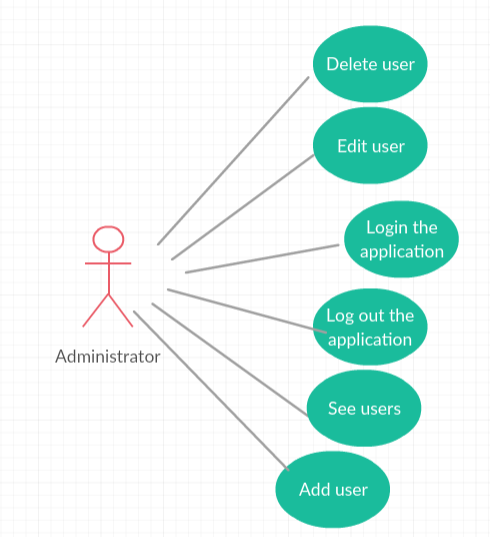 Delete user
Edit user
Login the
application
Log out the
application
Administrator
See users
Add user